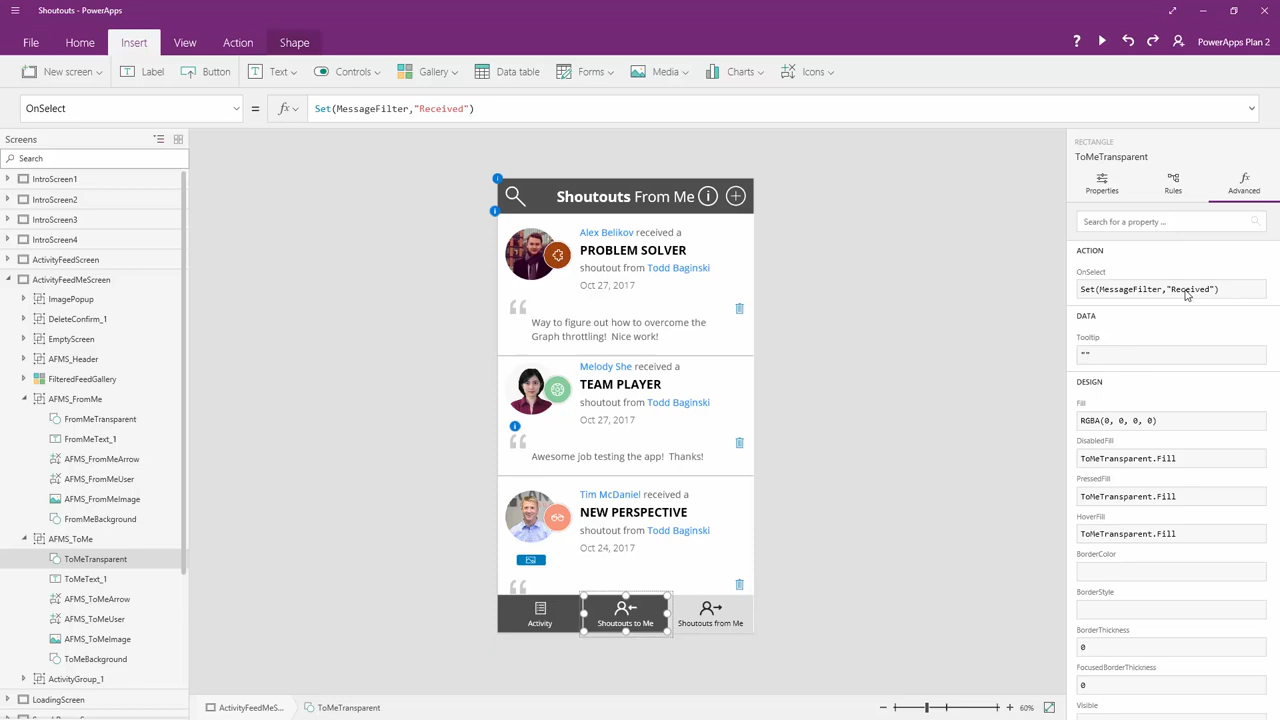 Shoutouts - PowerApps
File Home Insert View Action Shape
PowerApps Plan 2
New screen Label Button Text Controls Gallery Data table Forms Media Charts Icons
OnSelect = fx Set(MessageFilter,"Received")
Screens
Search
IntroScreen1
IntroScreen2
IntroScreen3
IntroScreen4
ActivityFeedScreen
ActivityFeedMeScreen
ImagePopup
DeleteConfirm_1
EmptyScreen
AFMS_Header
FilteredFeedGallery
AFMS_FromMe
FromMeTransparent
FromMeText_1
AFMS_FromMeArrow
AFMS_FromMeUser
AFMS_FromMeImage
FromMeBackground
AFMS_ToMe
ToMeTransparent
ToMeText_1
AFMS_ToMeArrow
AFMS_ToMeUser
AFMS_ToMeImage
ToMeBackground
ActivityGroup_1
LoadingScreen
Shoutouts From Me
Alex Belikov received a
PROBLEM SOLVER
shoutout from Todd Baginski
Oct 27, 2017
Way to figure out how to overcome the
Graph throttling! Nice work!
Melody She received a
TEAM PLAYER
shoutout from Todd Baginski
Oct 27, 2017
Awesome job testing the app! Thanks!
Tim McDaniel received a
NEW PERSPECTIVE
shoutout from Todd Baginski
Oct 24, 2017
Activity Shoutouts to Me Shoutouts from Me
RECTANGLE
ToMeTransparent
Properties Rules Advanced
Search for a property ...
ACTION
OnSelect
Set(MessageFilter,"Received")
DATA
Tooltip
""
DESIGN
Fill
RGBA(0, 0, 0, 0)
DisabledFill
ToMeTransparent.Fill
PressedFill
ToMeTransparent.Fill
HoverFill
ToMeTransparent.Fill
BorderColor
BorderStyle
BorderThickness
0
FocusedBorderThickness
0
Visible
ActivityFeedMeS... ToMeTransparent
60%